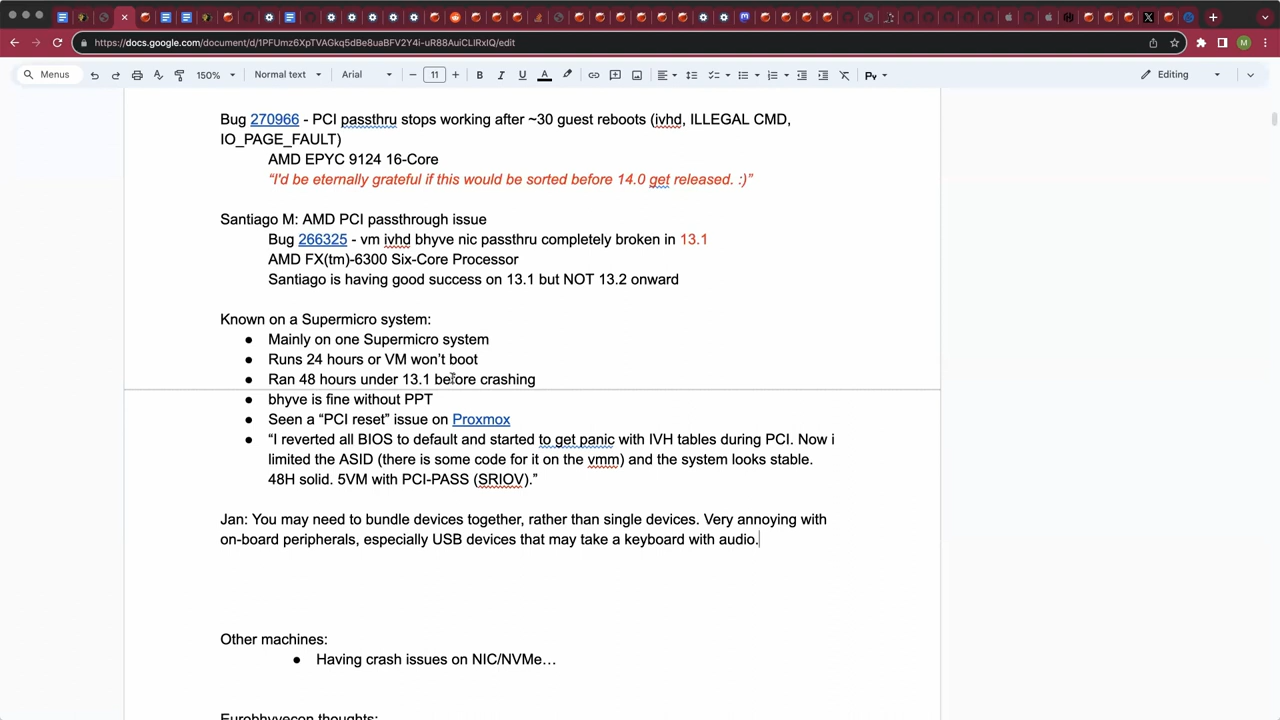 https://docs.google.com/document/d/1PFUmz6XpTVAGkq5dBe8uaBFV2Y4i-uR88AuiCLIRxIQ/edit
M
Menus
150%
Normal text
Arial
11
B I U A
Editing
Bug 270966 - PCI passthru stops working after ~30 guest reboots (ivhd, ILLEGAL CMD,
IO_PAGE_FAULT)
AMD EPYC 9124 16-Core
“I'd be eternally grateful if this would be sorted before 14.0 get released. :)”
Santiago M: AMD PCI passthrough issue
Bug 266325 - vm ivhd bhyve nic passthru completely broken in 13.1
AMD FX(tm)-6300 Six-Core Processor
Santiago is having good success on 13.1 but NOT 13.2 onward
Known on a Supermicro system:
● Mainly on one Supermicro system
● Runs 24 hours or VM won’t boot
● Ran 48 hours under 13.1 before crashing
● bhyve is fine without PPT
● Seen a “PCI reset” issue on Proxmox
● “I reverted all BIOS to default and started to get panic with IVH tables during PCI. Now i
limited the ASID (there is some code for it on the vmm) and the system looks stable.
48H solid. 5VM with PCI-PASS (SRIOV).”
Jan: You may need to bundle devices together, rather than single devices. Very annoying with
on-board peripherals, especially USB devices that may take a keyboard with audio.
Other machines:
● Having crash issues on NIC/NVMe…
Eurobhyvecon thoughts: